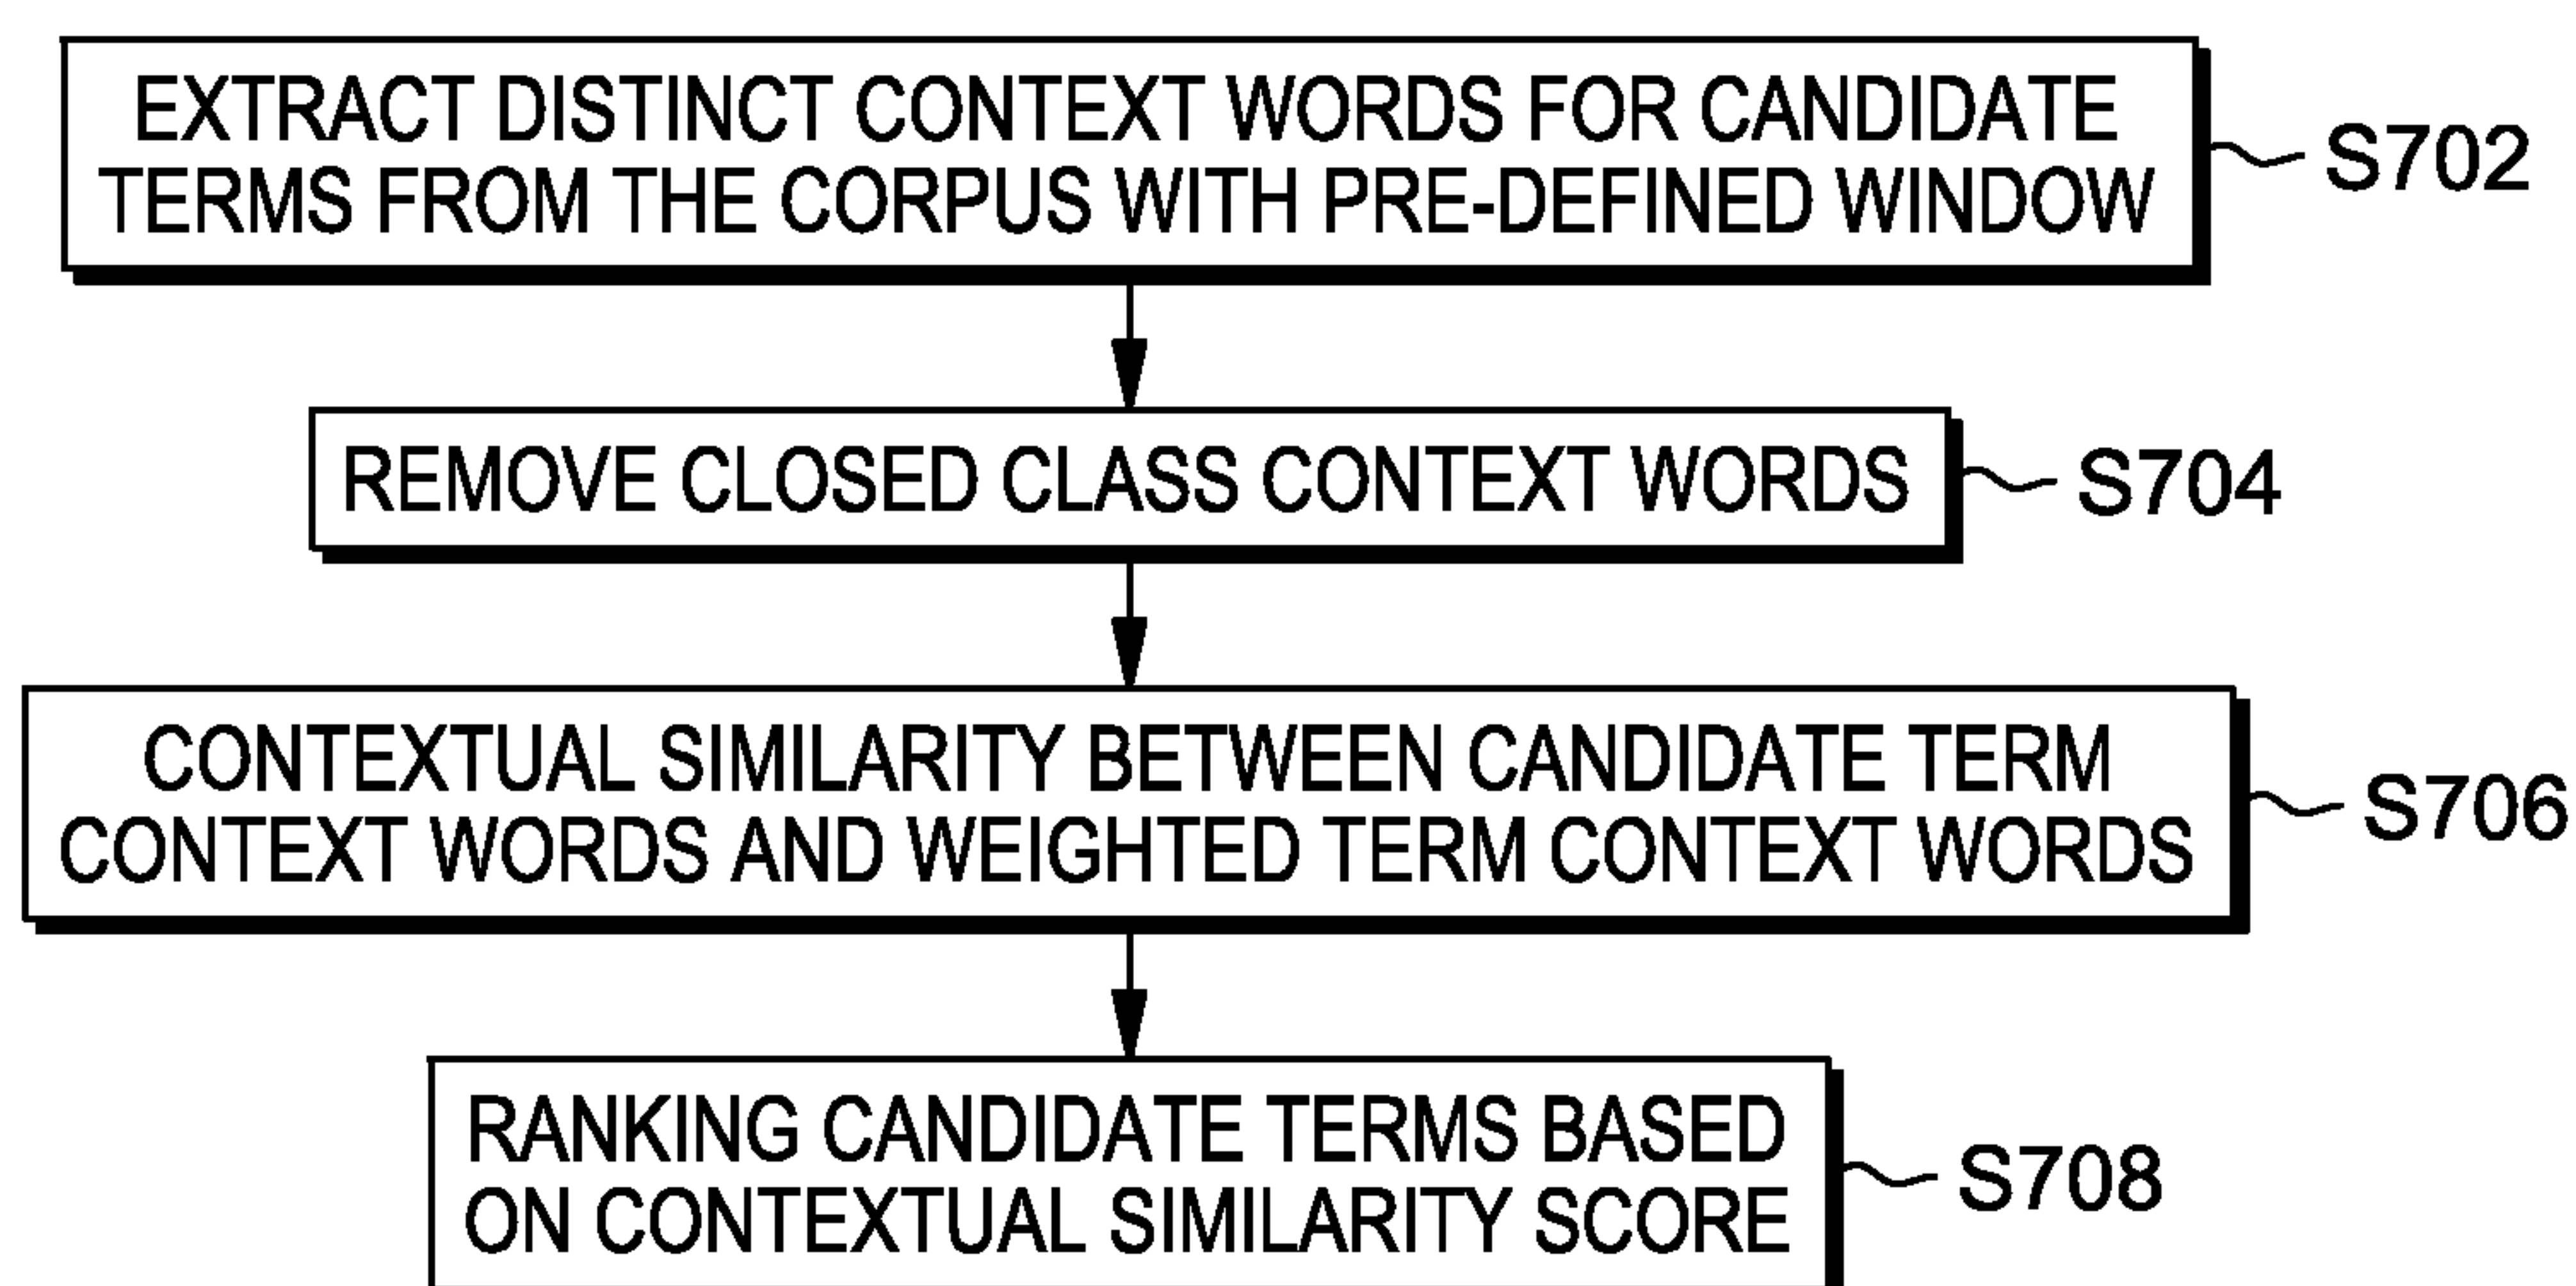 EXTRACT DISTINCT CONTEXT WORDS FOR CANDIDATE
TERMS FROM THE CORPUS WITH PRE-DEFINED WINDOW
S702
REMOVE CLOSED CLASS CONTEXT WORDS
S704
CONTEXTUAL SIMILARITY BETWEEN CANDIDATE TERM
CONTEXT WORDS AND WEIGHTED TERM CONTEXT WORDS
S706
RANKING CANDIDATE TERMS BASED
ON CONTEXTUAL SIMILARITY SCORE
S708